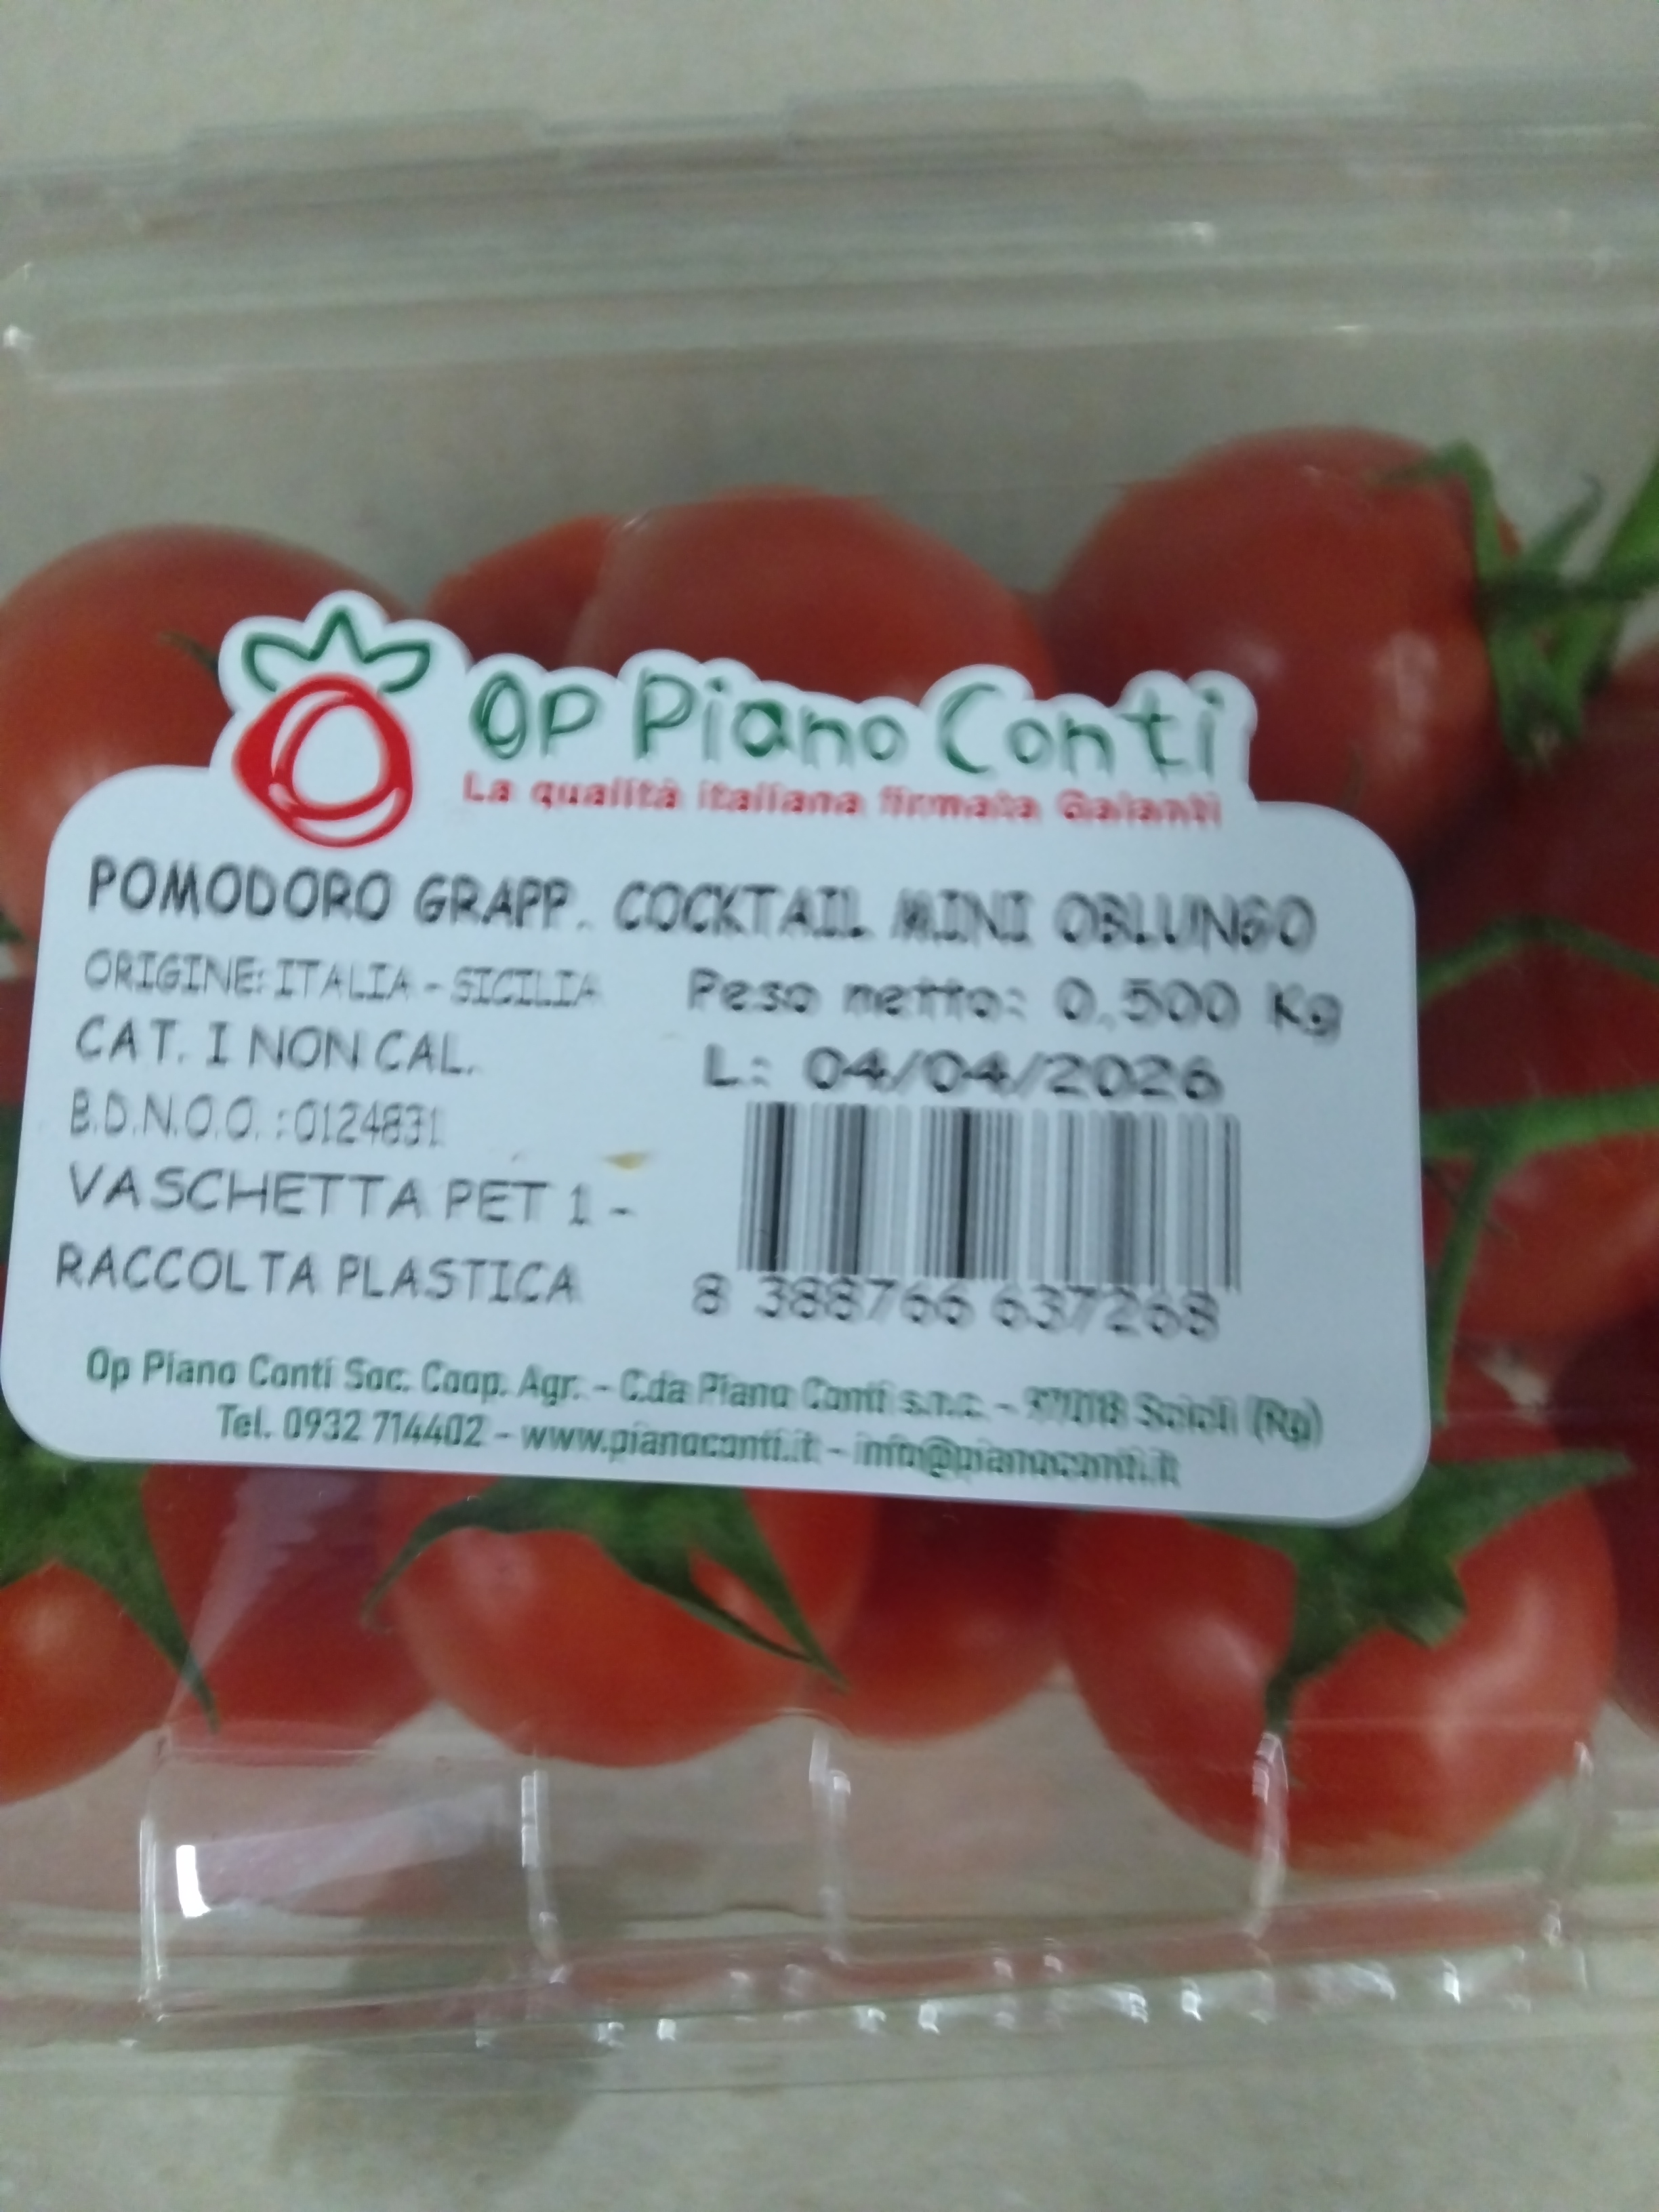 Op Piano Conti
La qualità italiana firmata Galanti
POMODORO GRAPP. COCKTAIL MINI OBLUNGO
ORIGINE: ITALIA - SICILIA
CAT. I NON CAL.
B.D.N.O.O. :0124831
VASCHETTA PET 1 -
RACCOLTA PLASTICA
Peso netto: 0,500 Kg
L: 04/04/2026
8 388766 637268
Op Piano Conti Soc. Coop. Agr. - C.da Piano Conti s.n.c. - Scicli (Rg)
Tel. 0932 714402 - www.pianoconti.it - info@pianoconti.it